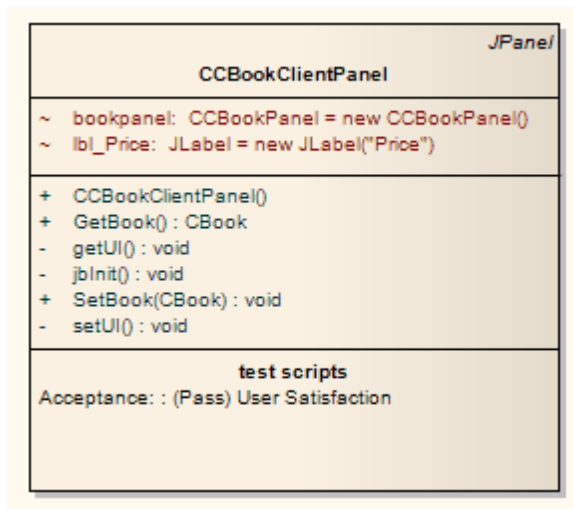 JPanel
CCBookClientPanel
~ bookpanel: CCBookPanel = new CCBookPanel()
~ lbl_Price: JLabel = new JLabel("Price")
+ CCBookClientPanel()
+ GetBook() : CBook
- getUI() : void
- jbInit() : void
+ SetBook(CBook) : void
- setUI() : void
test scripts
Acceptance: : (Pass) User Satisfaction